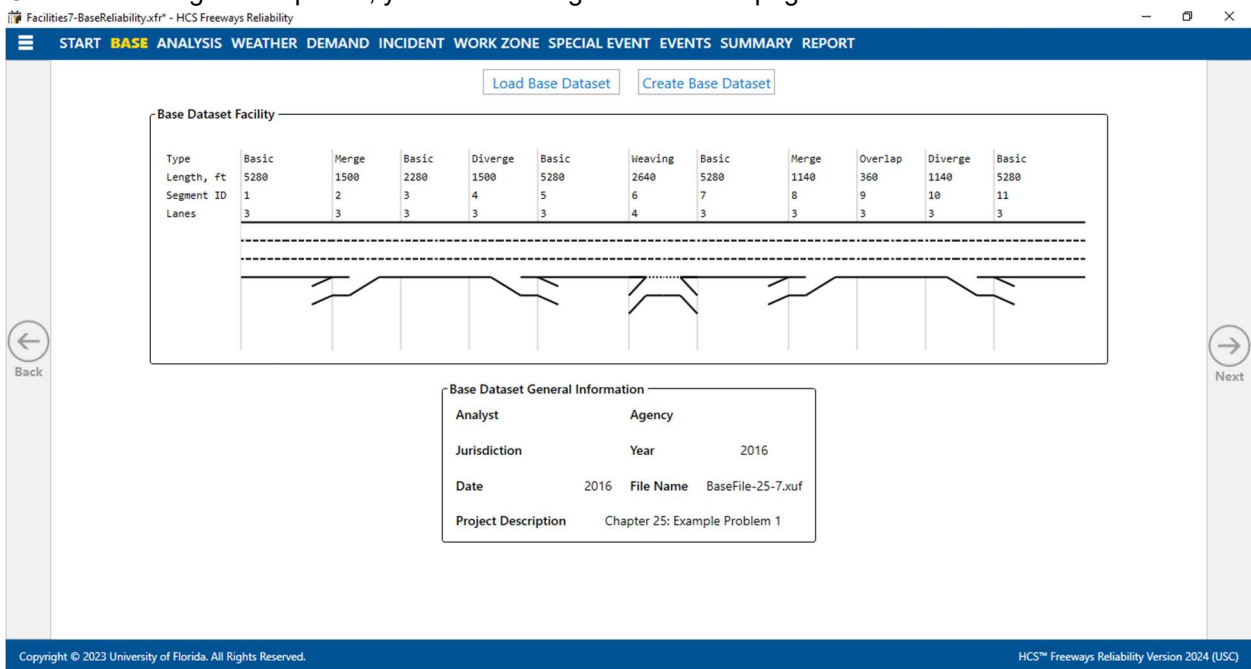 Facilities7-BaseReliability.xfr* - HCS Freeways Reliability
START BASE ANALYSIS WEATHER DEMAND INCIDENT WORK ZONE SPECIAL EVENT EVENTS SUMMARY REPORT
Load Base Dataset Create Base Dataset
Base Dataset Facility
Type Basic Merge Basic Diverge Basic Weaving Basic Merge Overlap Diverge Basic
Length, ft 5280 1500 2280 1500 5280 2640 5280 1140 360 1140 5280
Segment ID 1 2 3 4 5 6 7 8 9 10 11
Lanes 3 3 3 3 3 4 3 3 3 3 3
Back
Next
Base Dataset General Information
Analyst Agency
Jurisdiction Year 2016
Date 2016 File Name BaseFile-25-7.xuf
Project Description Chapter 25: Example Problem 1
Copyright © 2023 University of Florida. All Rights Reserved. HCS™ Freeways Reliability Version 2024 (USC)